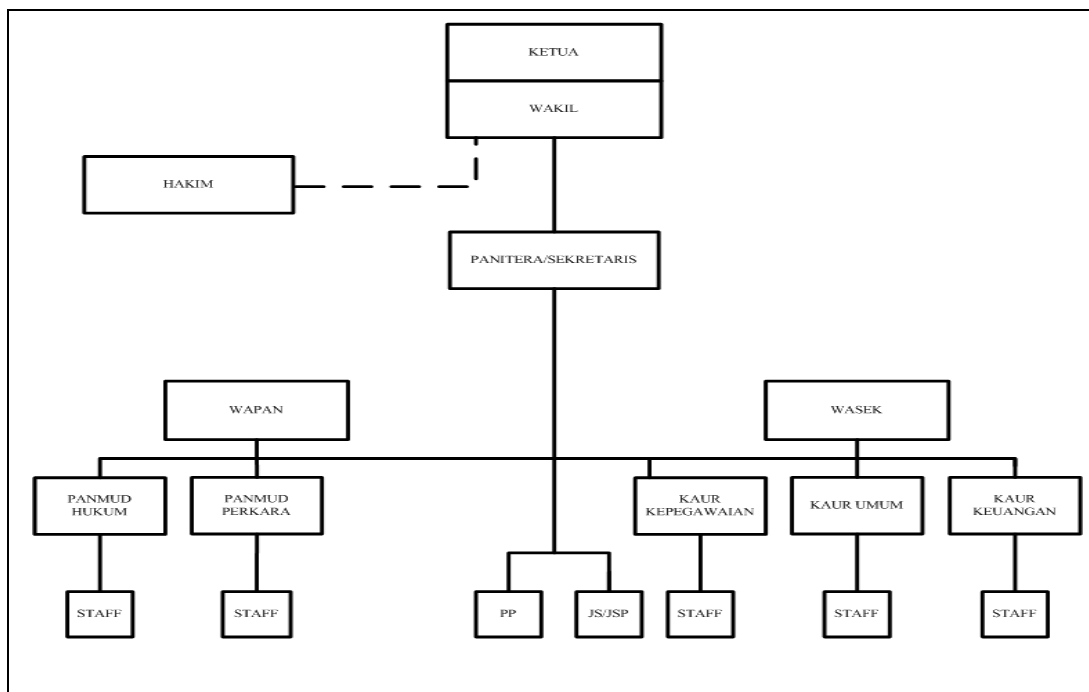 KETUA
WAKIL
HAKIM
PANITERA/SEKRETARIS
WAPAN
WASEK
PANMUD
HUKUM
PANMUD
PERKARA
KAUR
KEPEGAWAIAN
KAUR UMUM
KAUR
KEUANGAN
STAFF
STAFF
PP
JS/JSP
STAFF
STAFF
STAFF